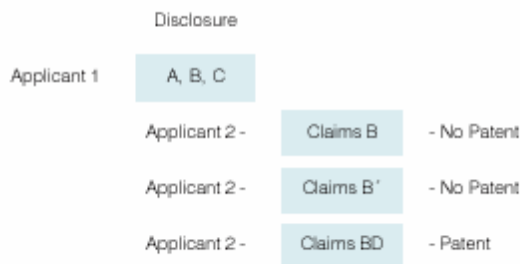 Disclosure
Applicant 1 A, B, C
Applicant 2 - Claims B - No Patent
Applicant 2 - Claims B´ - No Patent
Applicant 2 - Claims BD - Patent